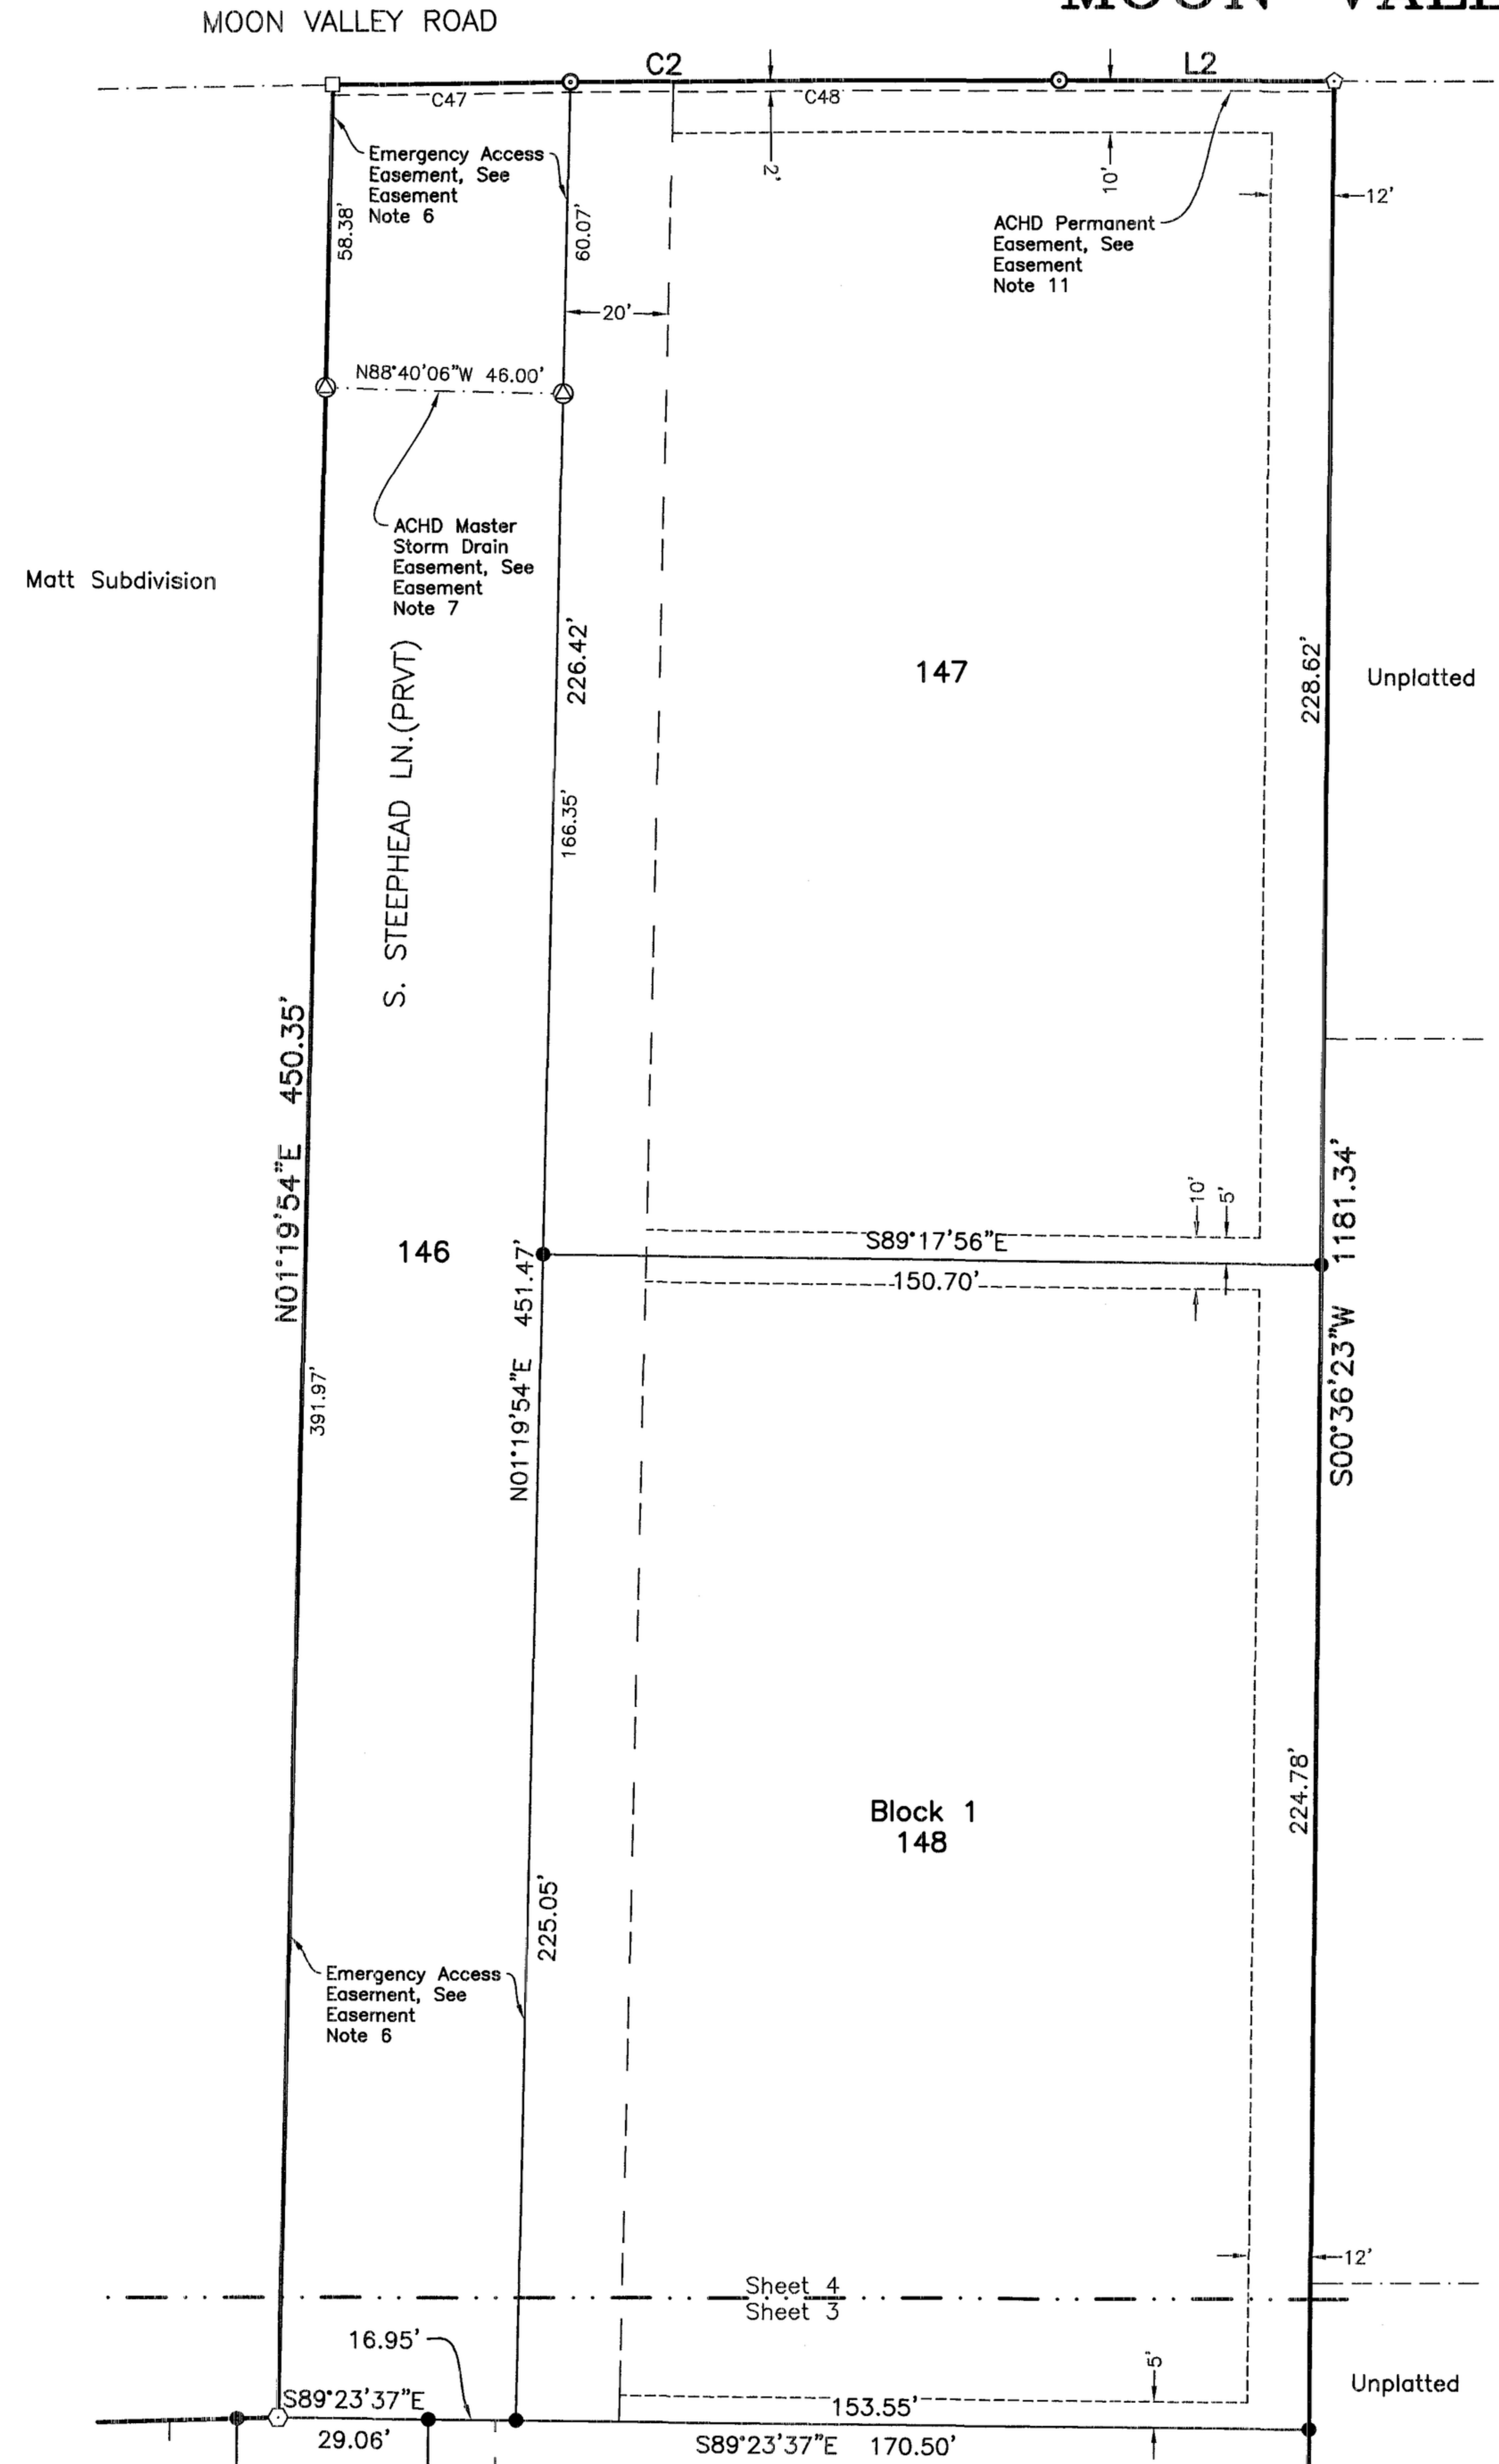 MOON VALLEY ROAD
C2
L2
C47
C48
Emergency Access
Easement, See
Easement
Note 6
58.38'
60.07'
2'
10'
12'
ACHD Permanent
Easement, See
Easement
Note 11
20'
N88°40'06"W 46.00'
ACHD Master
Storm Drain
Easement, See
Easement
Note 7
Matt Subdivision
S. STEEPHEAD LN.(PRVT)
226.42'
147
228.62'
Unplatted
166.35'
N01°19'54"E 450.35'
146
N01°19'54"E 451.47'
S89°17'56"E
150.70'
10'
5'
S00°36'23"W 1181.34'
391.97'
Block 1
148
224.78'
225.05'
Emergency Access
Easement, See
Easement
Note 6
12'
Sheet 4
Sheet 3
16.95'
S89°23'37"E
29.06'
153.55'
5'
S89°23'37"E 170.50'
Unplatted